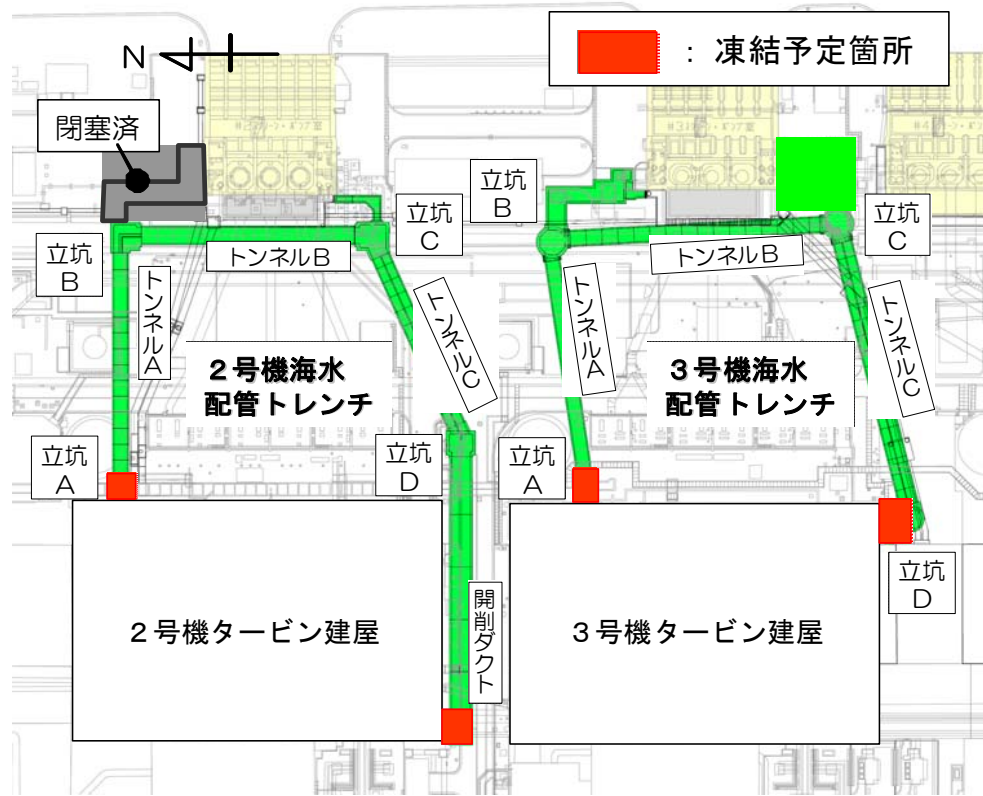 N
：凍結予定箇所
閉塞済
立坑
B
トンネルB
立坑
C
トンネルA
トンネルC
２号機海水
配管トレンチ
立坑
A
立坑
D
開削ダクト
２号機タービン建屋
立坑
B
トンネルB
立坑
C
トンネルA
トンネルC
３号機海水
配管トレンチ
立坑
A
立坑
D
３号機タービン建屋